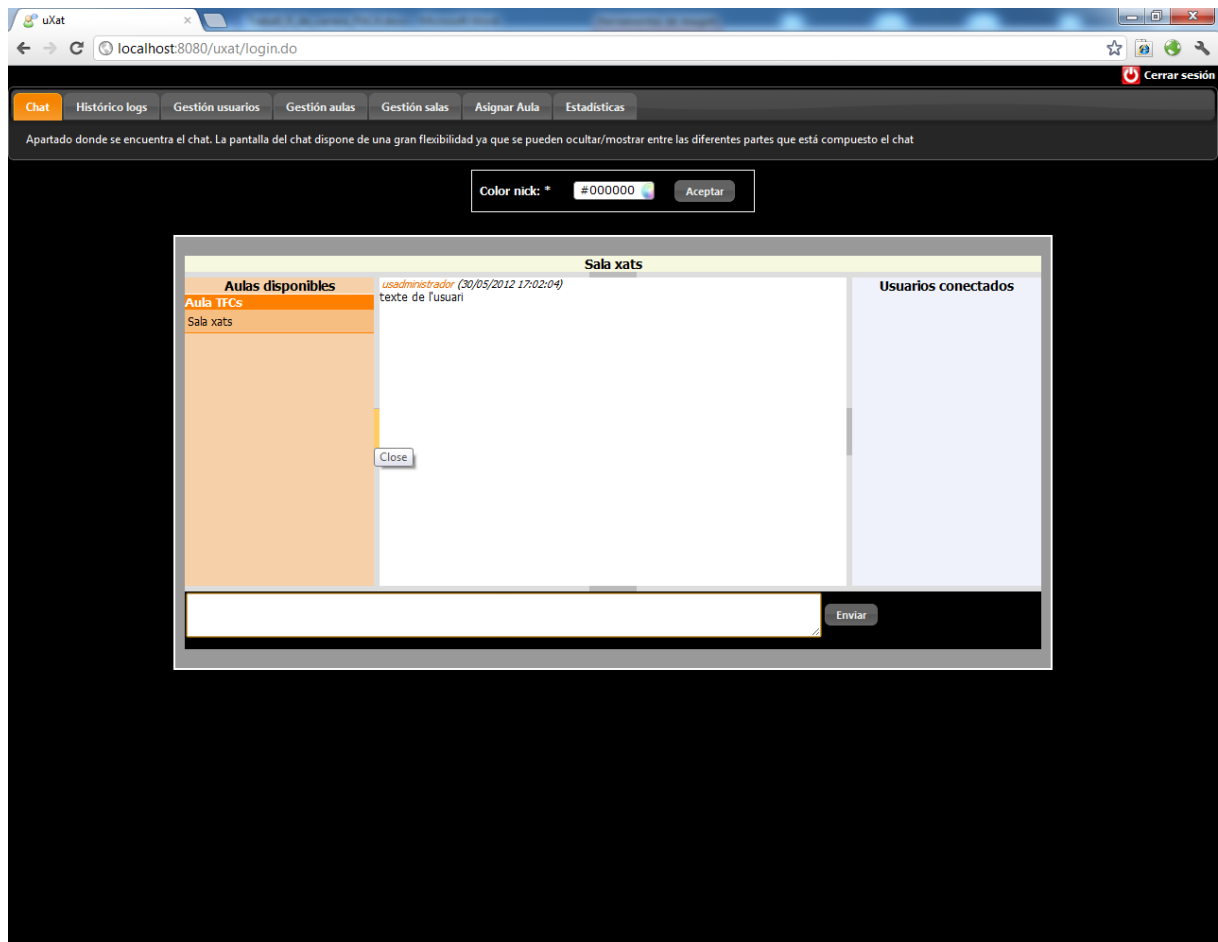 uXat
localhost:8080/uxat/login.do
Cerrar sesión
Chat Histórico logs Gestión usuarios Gestión aulas Gestión salas Asignar Aula Estadísticas
Apartado donde se encuentra el chat. La pantalla del chat dispone de una gran flexibilidad ya que se pueden ocultar/mostrar entre las diferentes partes que está compuesto el chat
Color nick: * #000000 Aceptar
Sala xats
Aulas disponibles
Aula TFCs
Sala xats
usadministrador (30/05/2012 17:02:04)
texte de l'usuari
Usuarios conectados
Close
Enviar